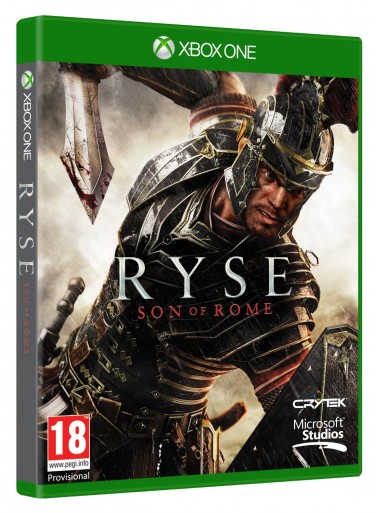 XBOX ONE
XBOX ONE
RYSE
SON OF ROME
RYSE
SON OF ROME
CRYTEK
Microsoft
Studios
18
www.pegi.info
Provisional